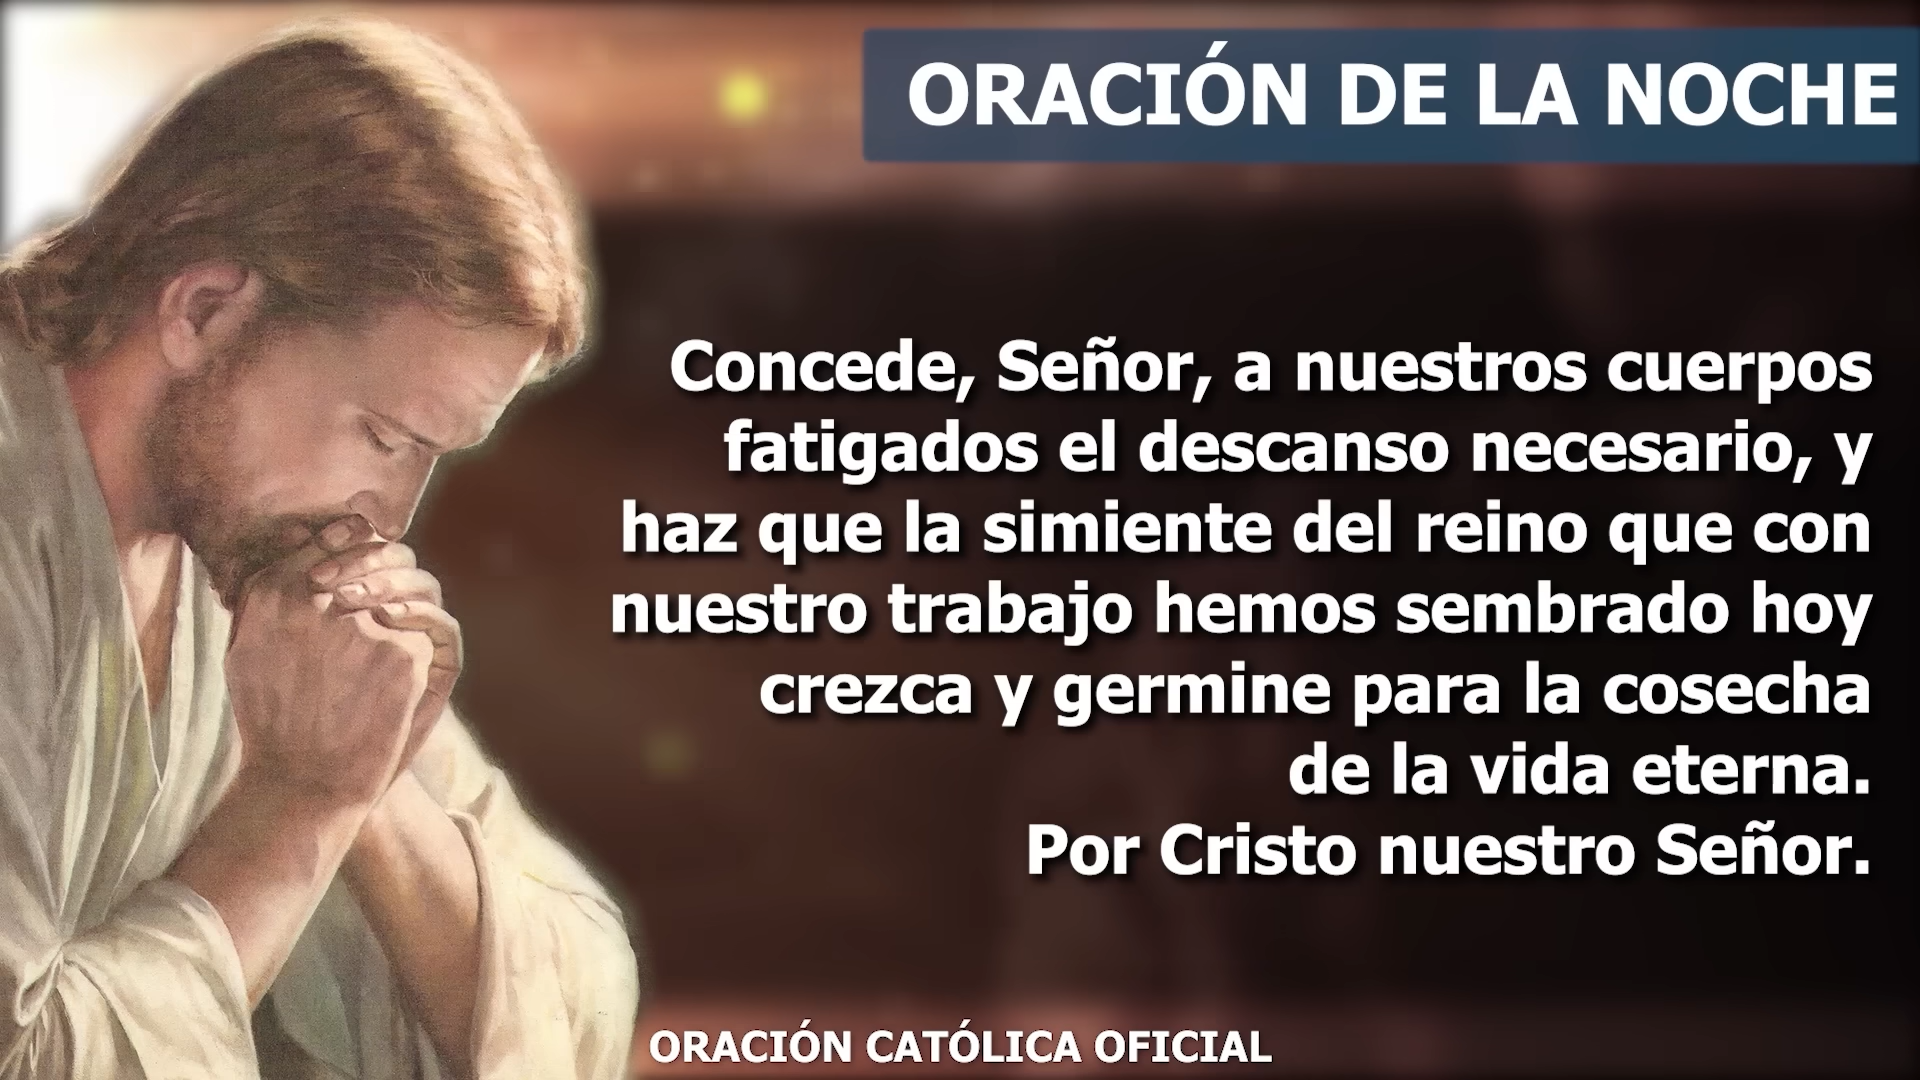 ORACIÓN DE LA NOCHE
Concede, Señor, a nuestros cuerpos
fatigados el descanso necesario, y
haz que la simiente del reino que con
nuestro trabajo hemos sembrado hoy
crezca y germine para la cosecha
de la vida eterna.
Por Cristo nuestro Señor.
ORACIÓN CATÓLICA OFICIAL